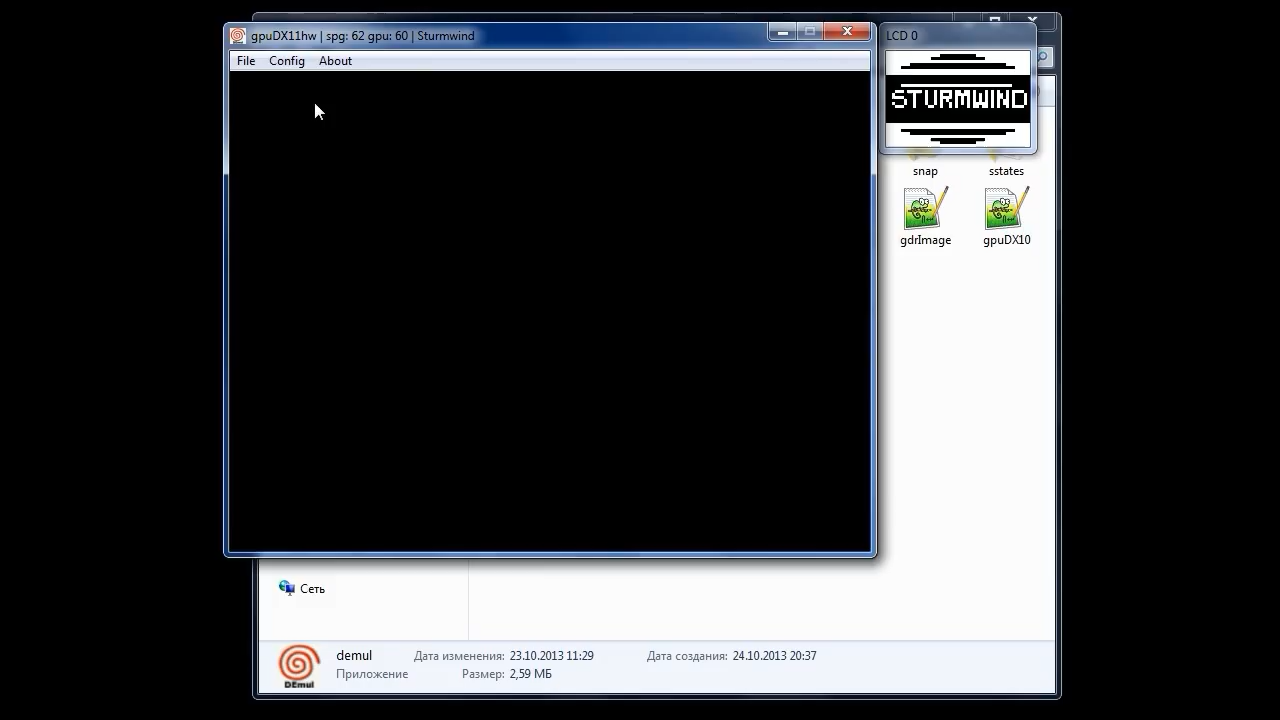 gpuDX11hw | spg: 62 gpu: 60 | Sturmwind
File Config About
LCD 0
STURMWIND
snap sstates
gdrImage gpuDX10
Сеть
demul Дата изменения: 23.10.2013 11:29 Дата создания: 24.10.2013 20:37
Приложение Размер: 2,59 МБ
DEmul